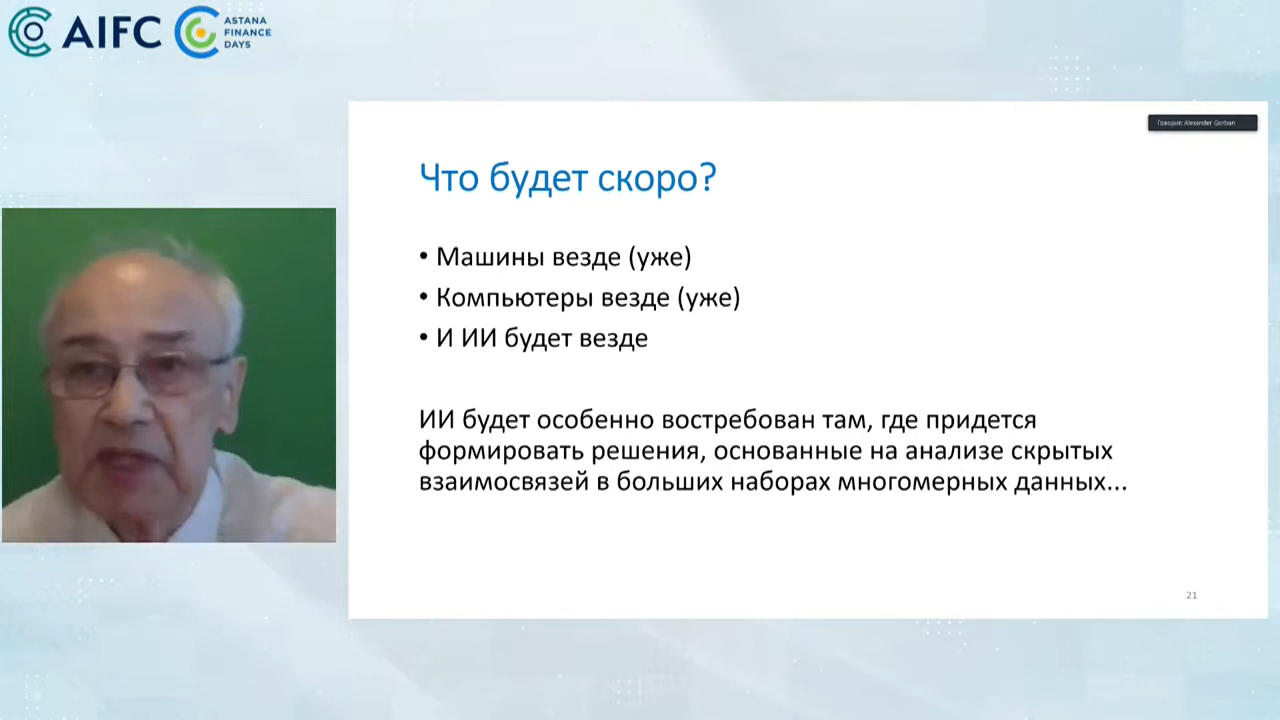 AIFC
ASTANA
FINANCE
DAYS
Говорит: Alexander Gorban
Что будет скоро?
• Машины везде (уже)
• Компьютеры везде (уже)
• И ИИ будет везде
ИИ будет особенно востребован там, где придется
формировать решения, основанные на анализе скрытых
взаимосвязей в больших наборах многомерных данных...
21